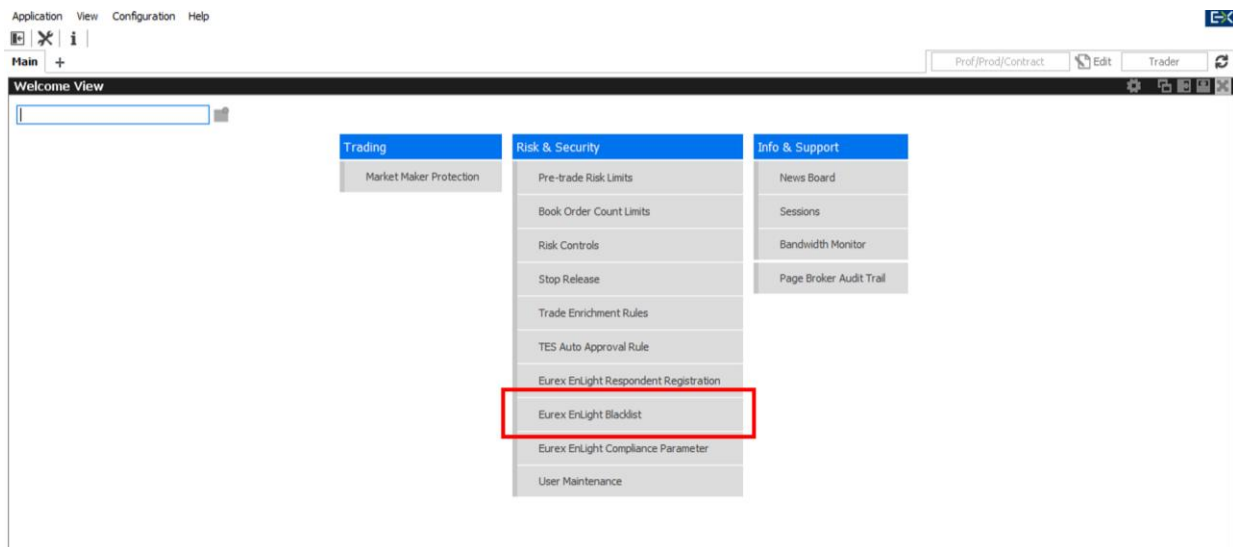 Application View Configuration Help
E-X
i
Main +
Prof/Prod/Contract Edit Trader
Welcome View
Trading
Market Maker Protection
Risk & Security
Pre-trade Risk Limits
Book Order Count Limits
Risk Controls
Stop Release
Trade Enrichment Rules
TES Auto Approval Rule
Eurex EnLight Respondent Registration
Eurex EnLight Blacklist
Eurex EnLight Compliance Parameter
User Maintenance
Info & Support
News Board
Sessions
Bandwidth Monitor
Page Broker Audit Trail